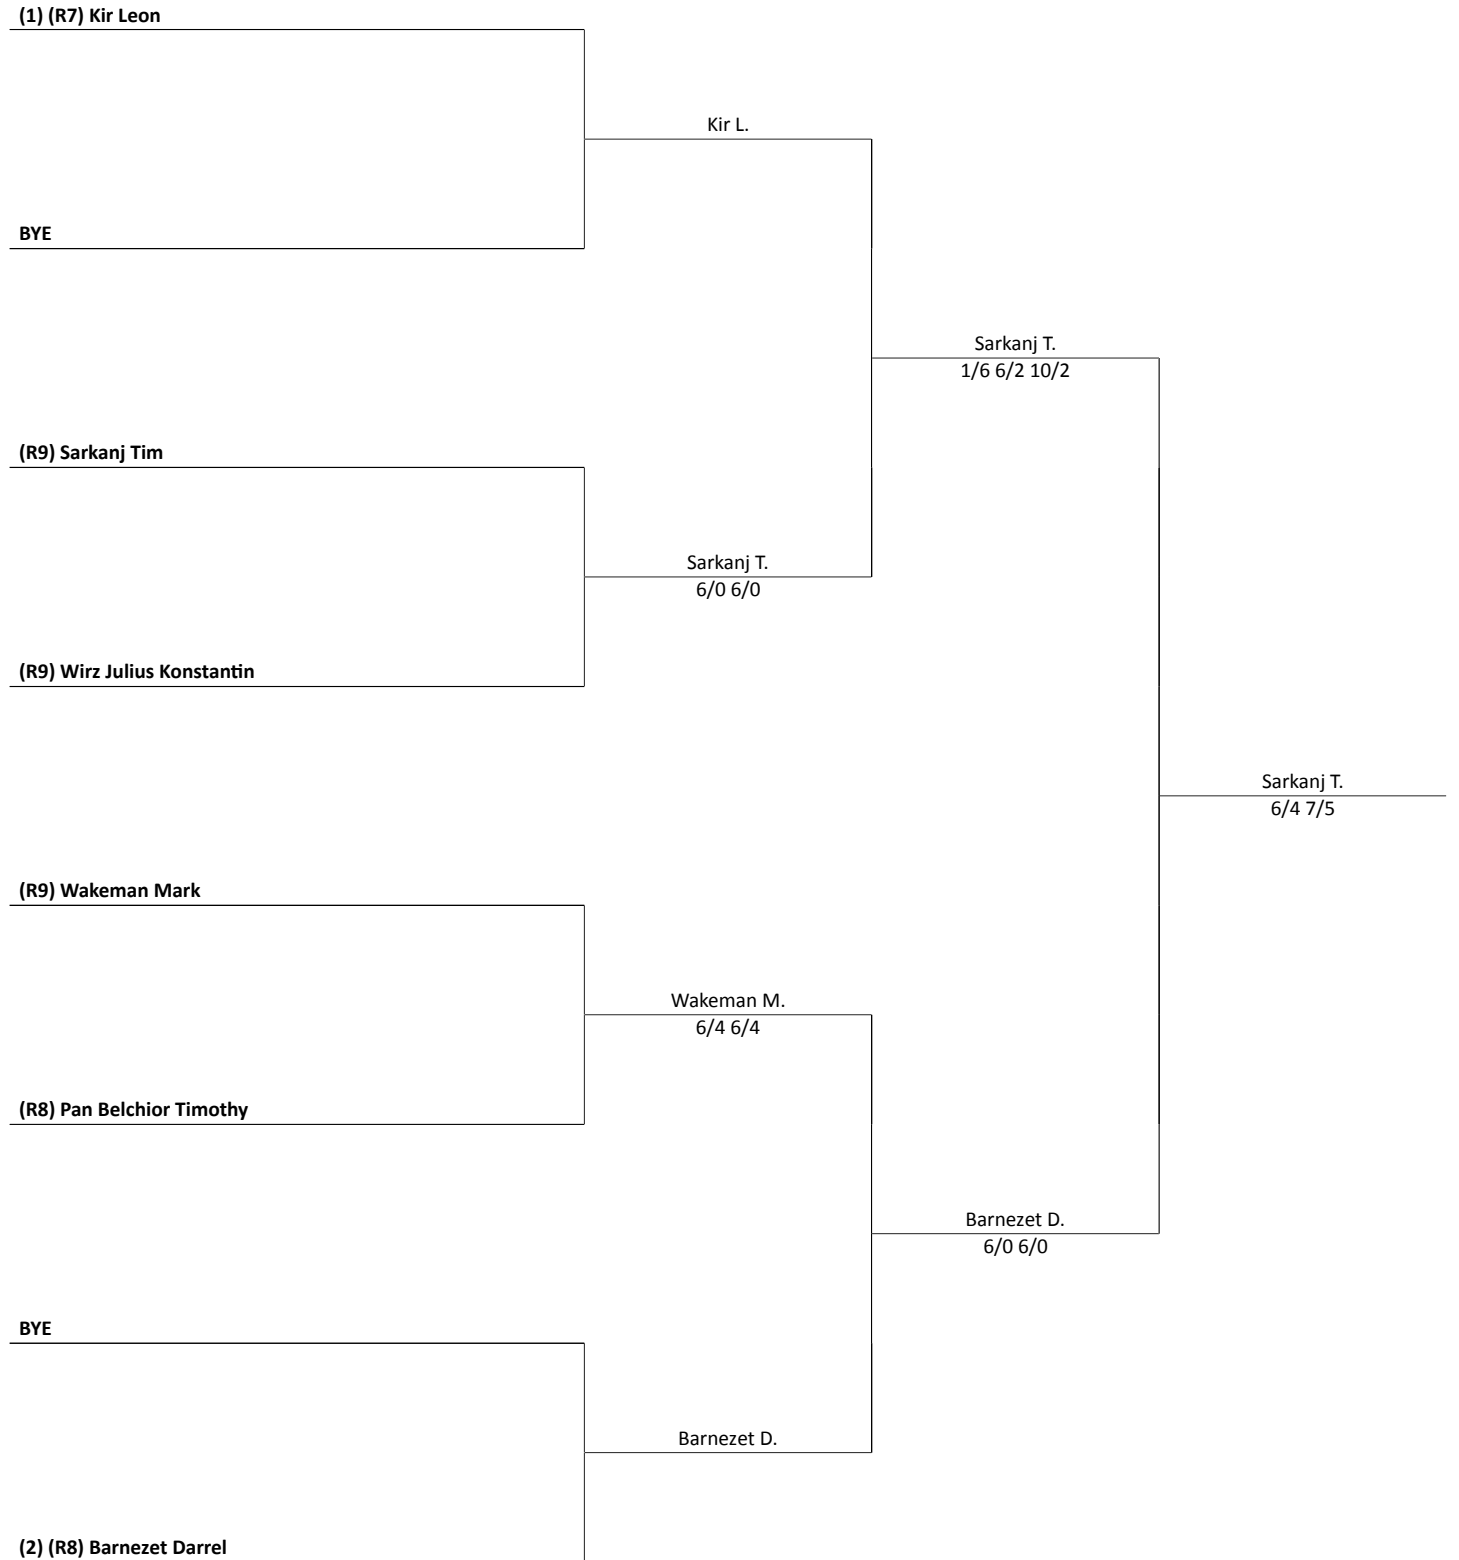 (1) (R7) Kir Leon
Kir L.
BYE
Sarkanj T.
1/6 6/2 10/2
(R9) Sarkanj Tim
Sarkanj T.
6/0 6/0
(R9) Wirz Julius Konstantin
Sarkanj T.
6/4 7/5
(R9) Wakeman Mark
Wakeman M.
6/4 6/4
(R8) Pan Belchior Timothy
Barnezet D.
6/0 6/0
BYE
Barnezet D.
(2) (R8) Barnezet Darrel